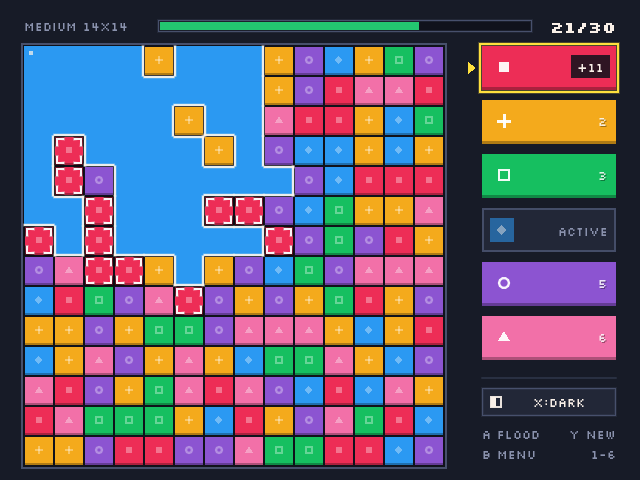 MEDIUM 14X14
21/30
+11
2
3
ACTIVE
5
6
X:DARK
A FLOOD Y NEW
B MENU 1-6